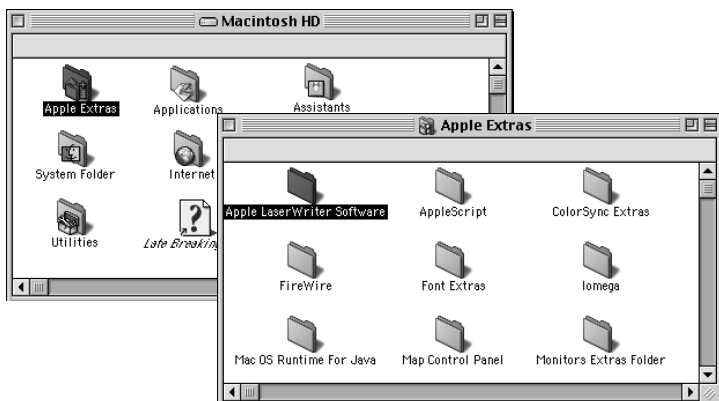 Macintosh HD
Apple Extras
Applications
Assistants
System Folder
Internet
Utilities
Late Breaking
Apple Extras
Apple LaserWriter Software
AppleScript
ColorSync Extras
FireWire
Font Extras
Iomega
Mac OS Runtime For Java
Map Control Panel
Monitors Extras Folder